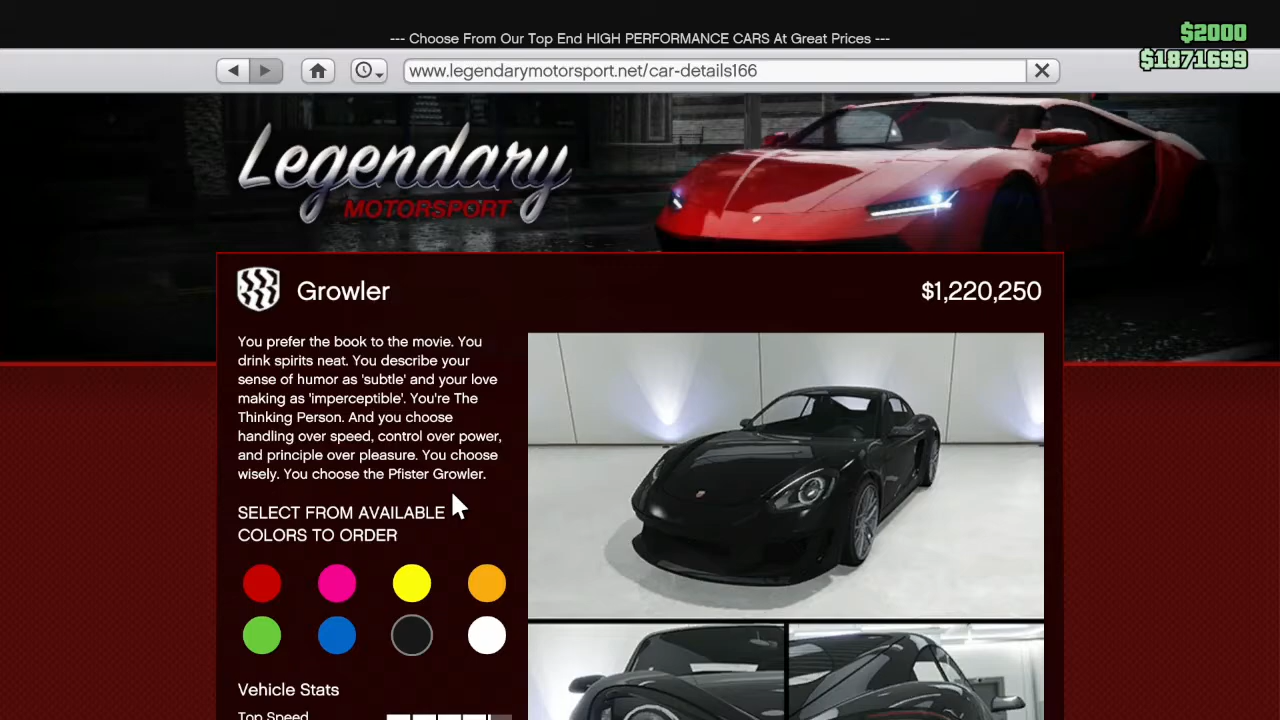 --- Choose From Our Top End HIGH PERFORMANCE CARS At Great Prices ---
$2000
$1871699
www.legendarymotorsport.net/car-details166
Legendary
MOTORSPORT
Growler
$1,220,250
You prefer the book to the movie. You
drink spirits neat. You describe your
sense of humor as 'subtle' and your love
making as 'imperceptible'. You're The
Thinking Person. And you choose
handling over speed, control over power,
and principle over pleasure. You choose
wisely. You choose the Pfister Growler.
SELECT FROM AVAILABLE
COLORS TO ORDER
Vehicle Stats
Top Speed